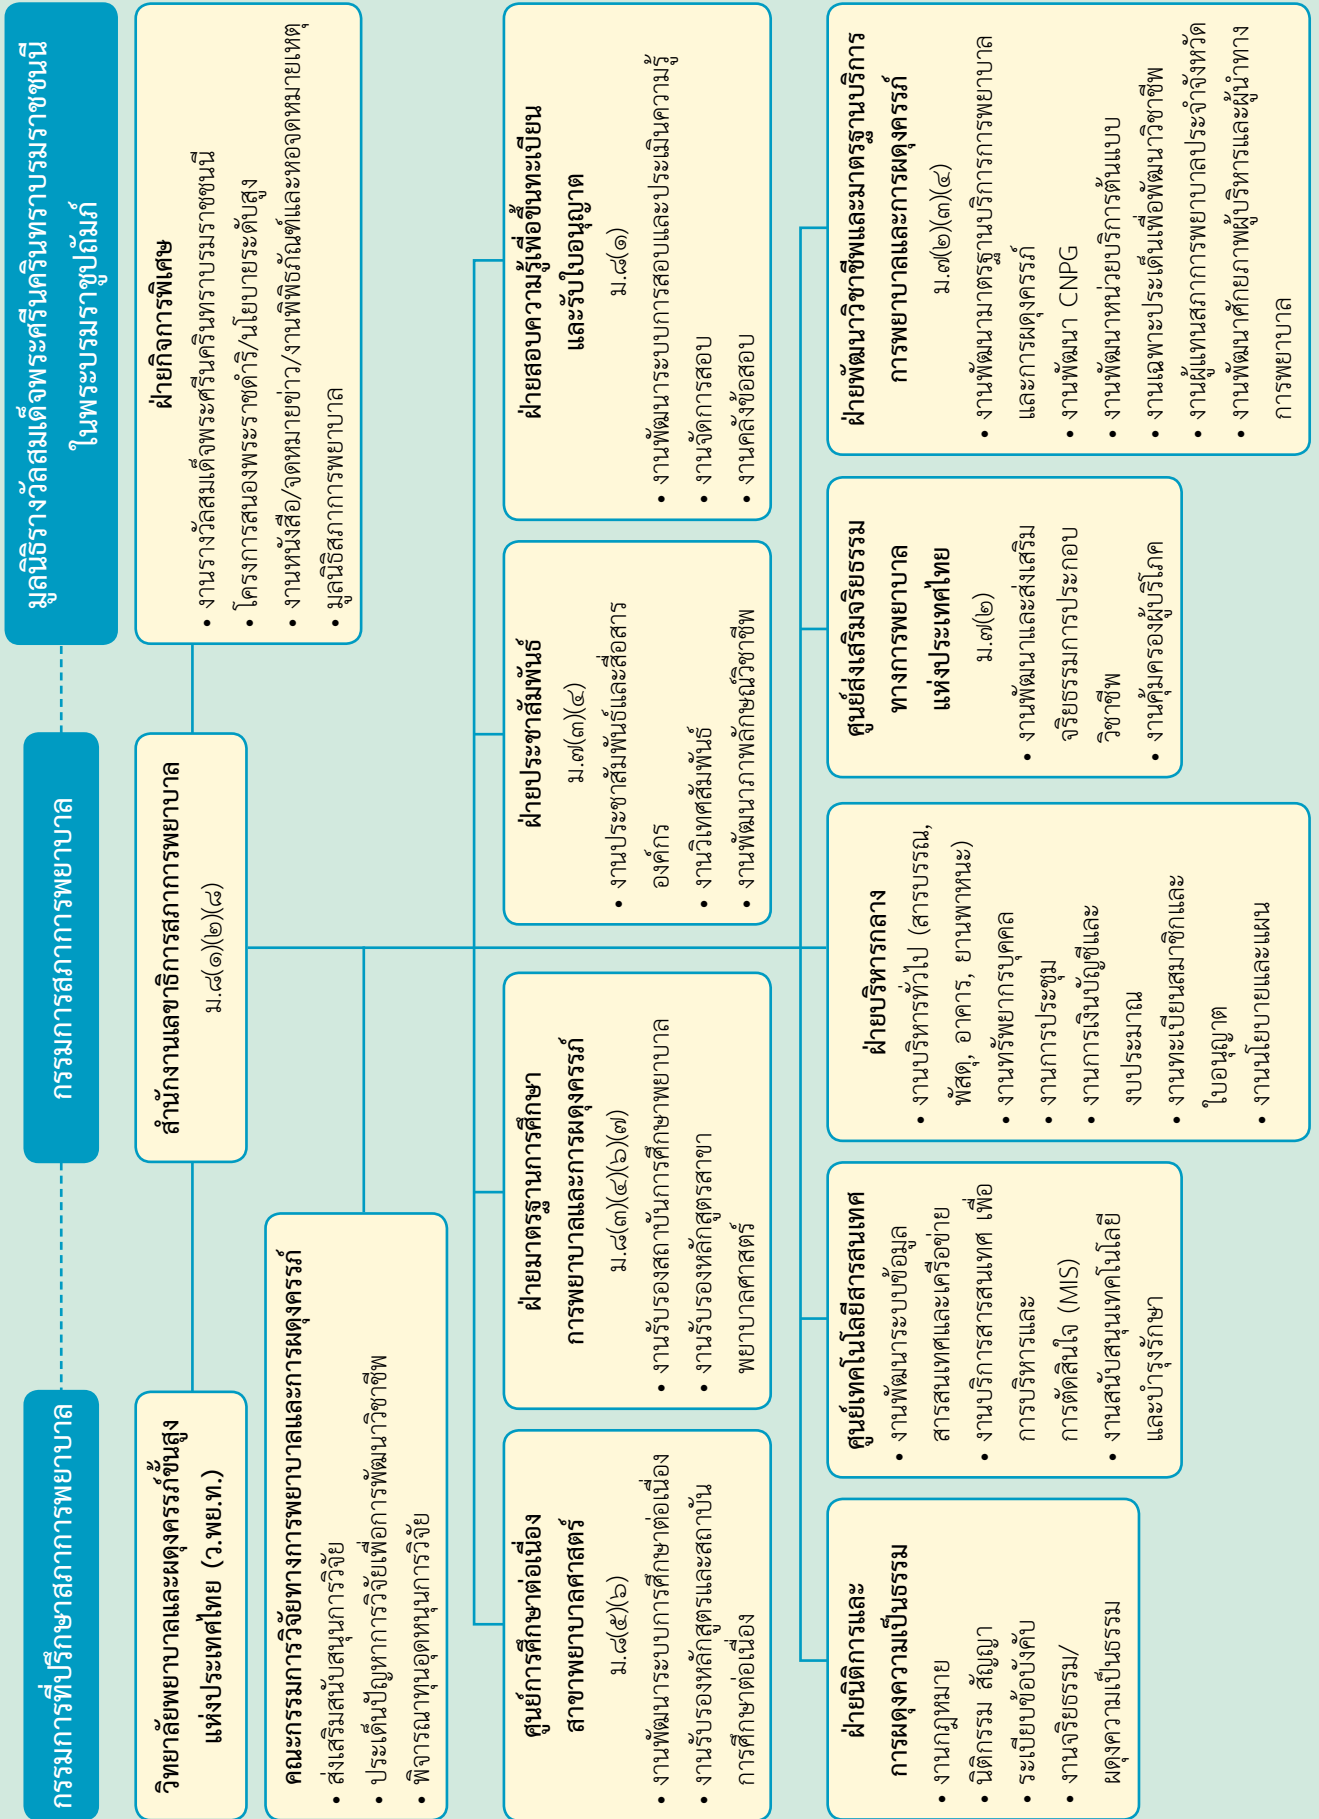 กรรมการที่ปรึกษาสภาการพยาบาล
กรรมการสภาการพยาบาล
มูลนิธิรางวัลสมเด็จพระศรีนครินทราบรมราชชนนี
ในพระบรมราชูปถัมภ์
วิทยาลัยพยาบาลและผดุงครรภ์ขั้นสูง
แห่งประเทศไทย (ว.พย.ท.)
สำนักงานเลขาธิการสภาการพยาบาล
ม.๘(๑)(๒)(๘)
ฝ่ายกิจการพิเศษ
• งานรางวัลสมเด็จพระศรีนครินทราบรมราชชนนี
• โครงการสนองพระราชดำริ/นโยบายระดับสูง
• งานหนังสือ/จดหมายข่าว/งานพิพิธภัณฑ์และหอจดหมายเหตุ
• มูลนิธิสภาการพยาบาล
คณะกรรมการวิจัยทางการพยาบาลและการผดุงครรภ์
• ส่งเสริมสนับสนุนการวิจัย
• ประเด็นปัญหาการวิจัยเพื่อการพัฒนาวิชาชีพ
• พิจารณาทุนอุดหนุนการวิจัย
ศูนย์การศึกษาต่อเนื่อง
สาขาพยาบาลศาสตร์
ม.๘(๕)(๖)
• งานพัฒนาระบบการศึกษาต่อเนื่อง
• งานรับรองหลักสูตรและสถาบัน
การศึกษาต่อเนื่อง
ฝ่ายมาตรฐานการศึกษา
การพยาบาลและการผดุงครรภ์
ม.๘(๓)(๔)(๖)(๗)
• งานรับรองสถาบันการศึกษาพยาบาล
• งานรับรองหลักสูตรสาขา
พยาบาลศาสตร์
ฝ่ายประชาสัมพันธ์
ม.๗(๓)(๔)
• งานประชาสัมพันธ์และสื่อสาร
องค์กร
• งานวิเทศสัมพันธ์
• งานพัฒนาภาพลักษณ์วิชาชีพ
ฝ่ายสอบความรู้เพื่อขึ้นทะเบียน
และรับใบอนุญาต
ม.๘(๑)
• งานพัฒนาระบบการสอบและประเมินความรู้
• งานจัดการสอบ
• งานคลังข้อสอบ
ฝ่ายนิติการและ
การผดุงความเป็นธรรม
• งานกฎหมาย
• นิติกรรม สัญญา
• ระเบียบข้อบังคับ
• งานจริยธรรม/
ผดุงความเป็นธรรม
ศูนย์เทคโนโลยีสารสนเทศ
• งานพัฒนาระบบข้อมูล
สารสนเทศและเครือข่าย
• งานบริการสารสนเทศ เพื่อ
การบริหารและ
การตัดสินใจ (MIS)
• งานสนับสนุนเทคโนโลยี
และบำรุงรักษา
ฝ่ายบริหารกลาง
• งานบริหารทั่วไป (สารบรรณ,
พัสดุ, อาคาร, ยานพาหนะ)
• งานทรัพยากรบุคคล
• งานการประชุม
• งานการเงินบัญชีและ
งบประมาณ
• งานทะเบียนสมาชิกและ
ใบอนุญาต
• งานนโยบายและแผน
ศูนย์ส่งเสริมจริยธรรม
ทางการพยาบาล
แห่งประเทศไทย
ม.๗(๒)
• งานพัฒนาและส่งเสริม
จริยธรรมการประกอบ
วิชาชีพ
• งานคุ้มครองผู้บริโภค
ฝ่ายพัฒนาวิชาชีพและมาตรฐานบริการ
การพยาบาลและการผดุงครรภ์
ม.๗(๒)(๓)(๔)
• งานพัฒนามาตรฐานบริการการพยาบาล
และการผดุงครรภ์
• งานพัฒนา CNPG
• งานพัฒนาหน่วยบริการต้นแบบ
• งานเฉพาะประเด็นเพื่อพัฒนาวิชาชีพ
• งานผู้แทนสภาการพยาบาลประจำจังหวัด
• งานพัฒนาศักยภาพผู้บริหารและผู้นำทาง
การพยาบาล